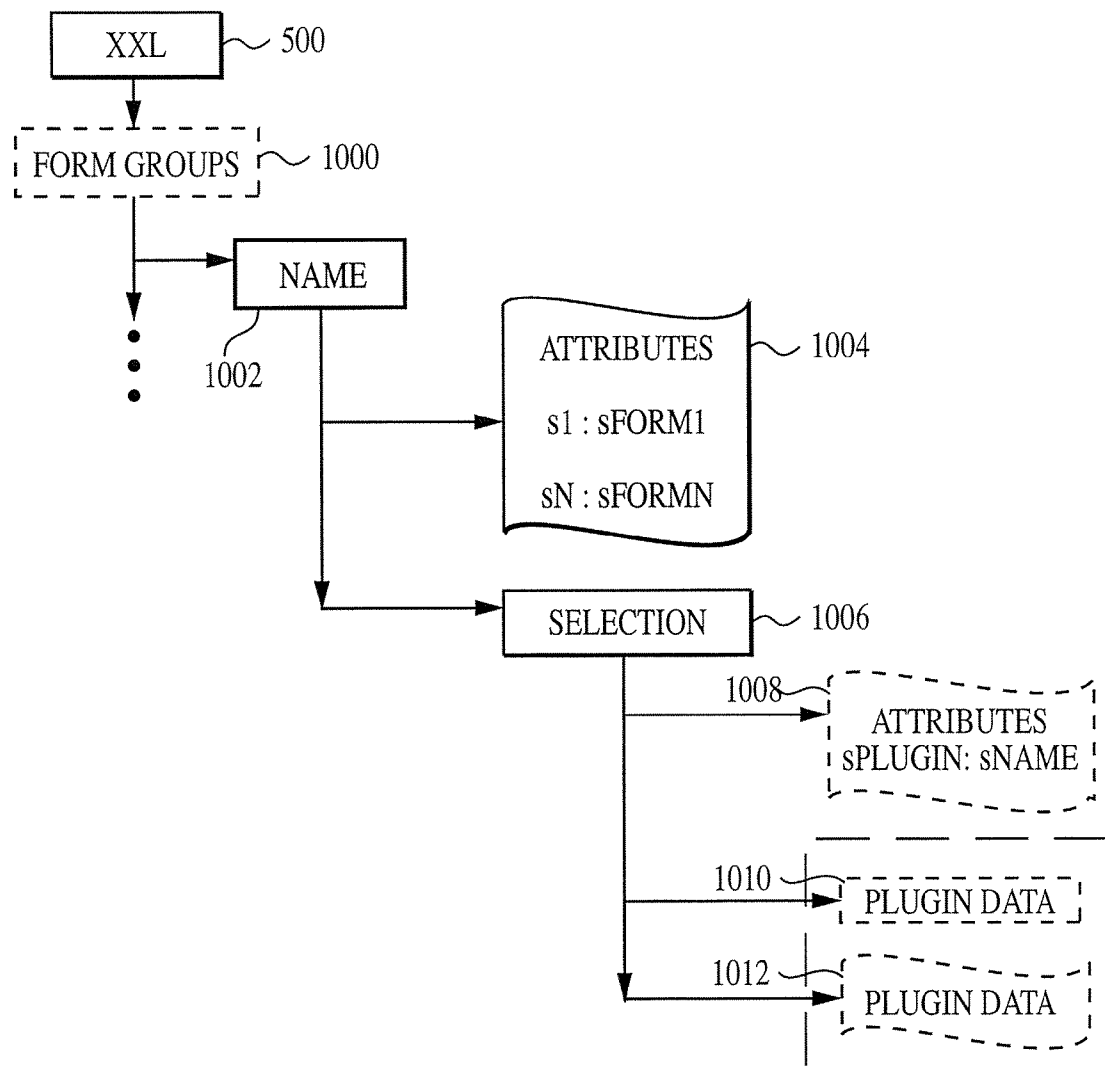 XXL
500
FORM GROUPS
1000
NAME
1002
ATTRIBUTES
1004
s1 : sFORM1
sN : sFORMN
SELECTION
1006
1008
ATTRIBUTES
sPLUGIN: sNAME
1010
PLUGIN DATA
1012
PLUGIN DATA